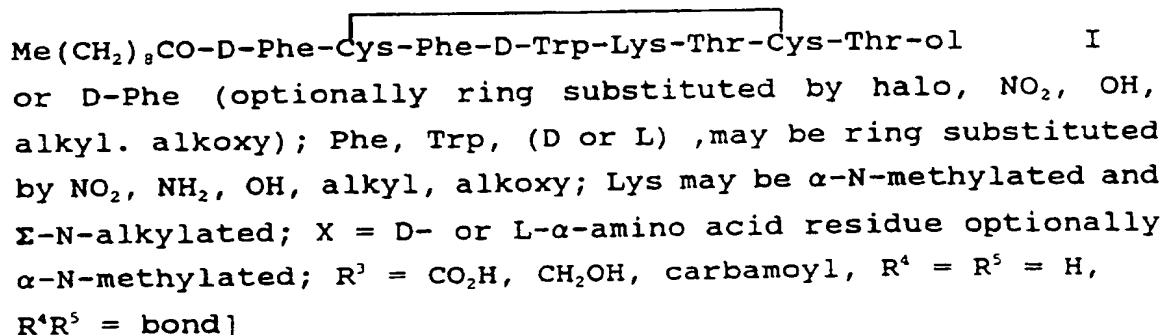 Me(CH₂)₈CO-D-Phe-Cys-Phe-D-Trp-Lys-Thr-Cys-Thr-ol I
or D-Phe (optionally ring substituted by halo, NO₂, OH,
alkyl. alkoxy); Phe, Trp, (D or L) ,may be ring substituted
by NO₂, NH₂, OH, alkyl, alkoxy; Lys may be α-N-methylated and
Σ-N-alkylated; X = D- or L-α-amino acid residue optionally
α-N-methylated; R³ = CO₂H, CH₂OH, carbamoyl, R⁴ = R⁵ = H,
R⁴R⁵ = bond]